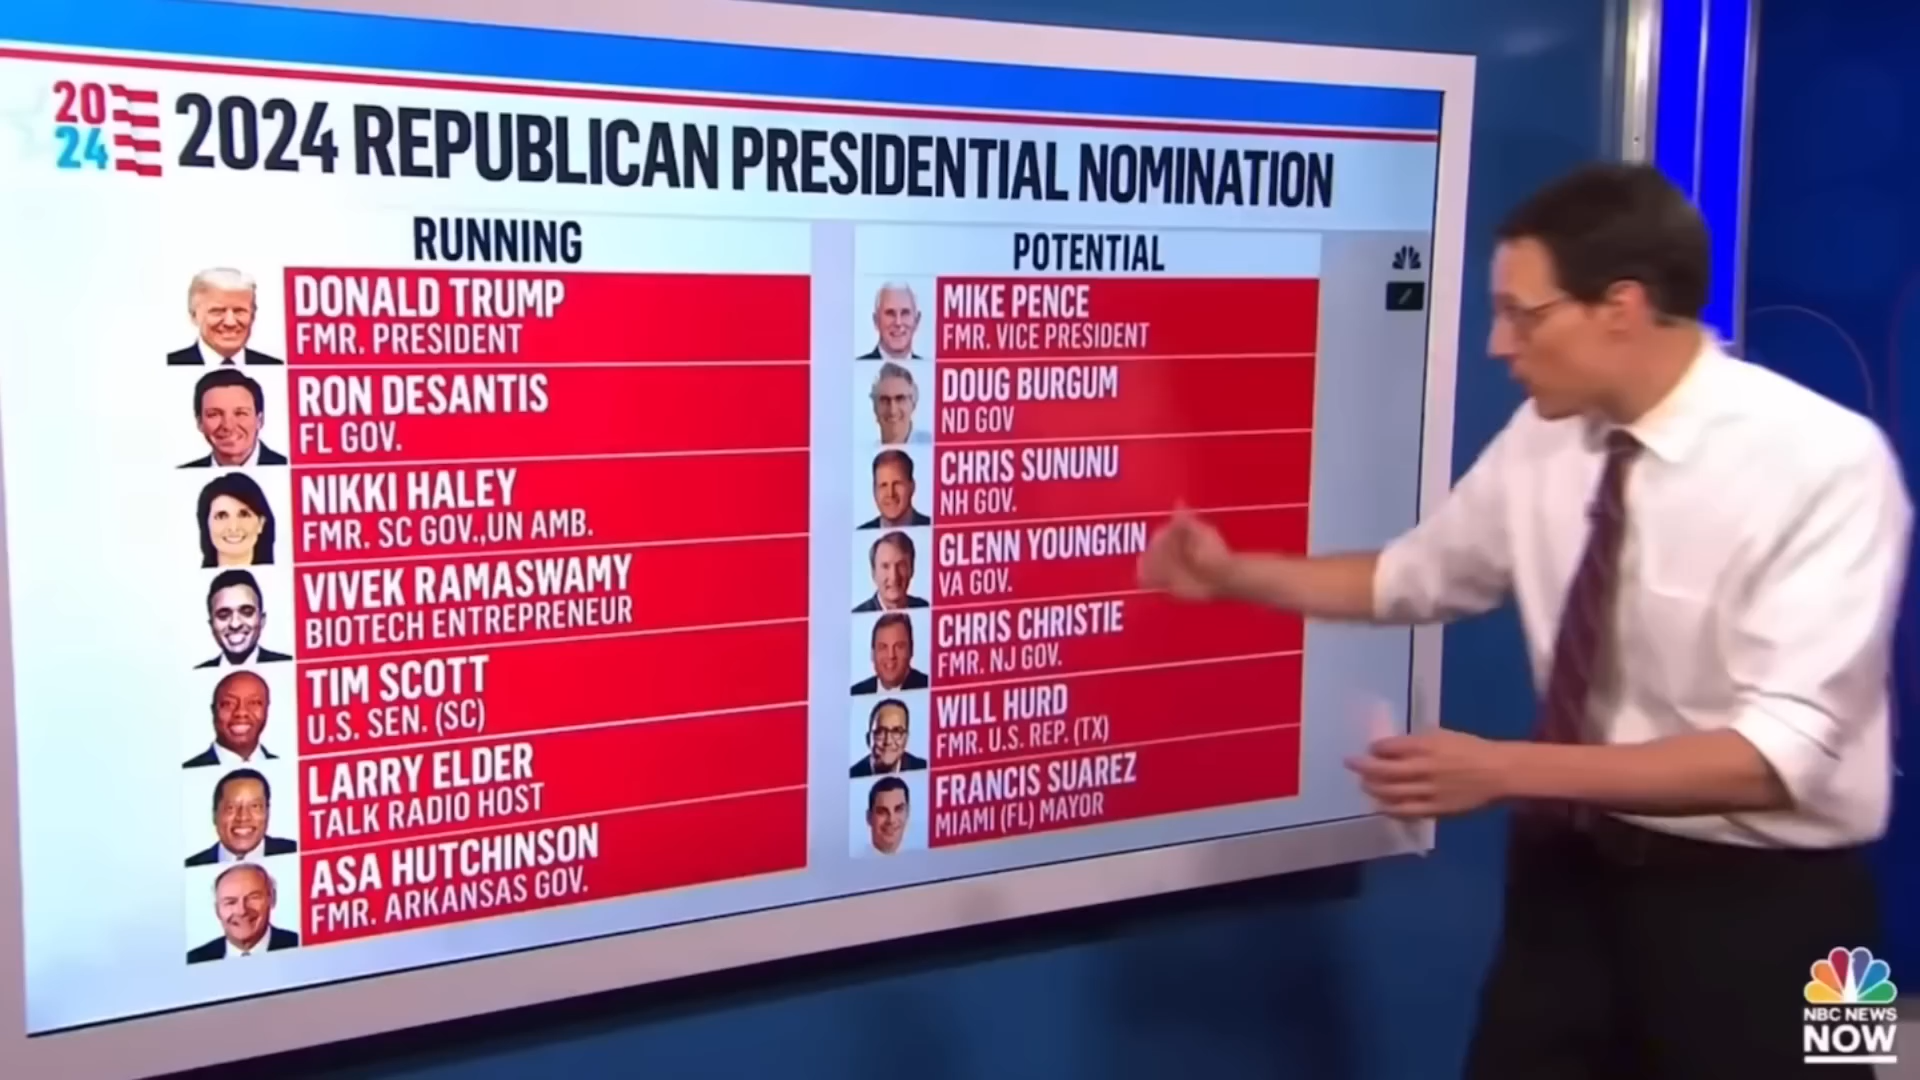 20
24
2024 REPUBLICAN PRESIDENTIAL NOMINATION
RUNNING
DONALD TRUMP
FMR. PRESIDENT
RON DESANTIS
FL GOV.
NIKKI HALEY
FMR. SC GOV.,UN AMB.
VIVEK RAMASWAMY
BIOTECH ENTREPRENEUR
TIM SCOTT
U.S. SEN. (SC)
LARRY ELDER
TALK RADIO HOST
ASA HUTCHINSON
FMR. ARKANSAS GOV.
POTENTIAL
MIKE PENCE
FMR. VICE PRESIDENT
DOUG BURGUM
ND GOV
CHRIS SUNUNU
NH GOV.
GLENN YOUNGKIN
VA GOV.
CHRIS CHRISTIE
FMR. NJ GOV.
WILL HURD
FMR. U.S. REP. (TX)
FRANCIS SUAREZ
MIAMI (FL) MAYOR
NBC NEWS
NOW